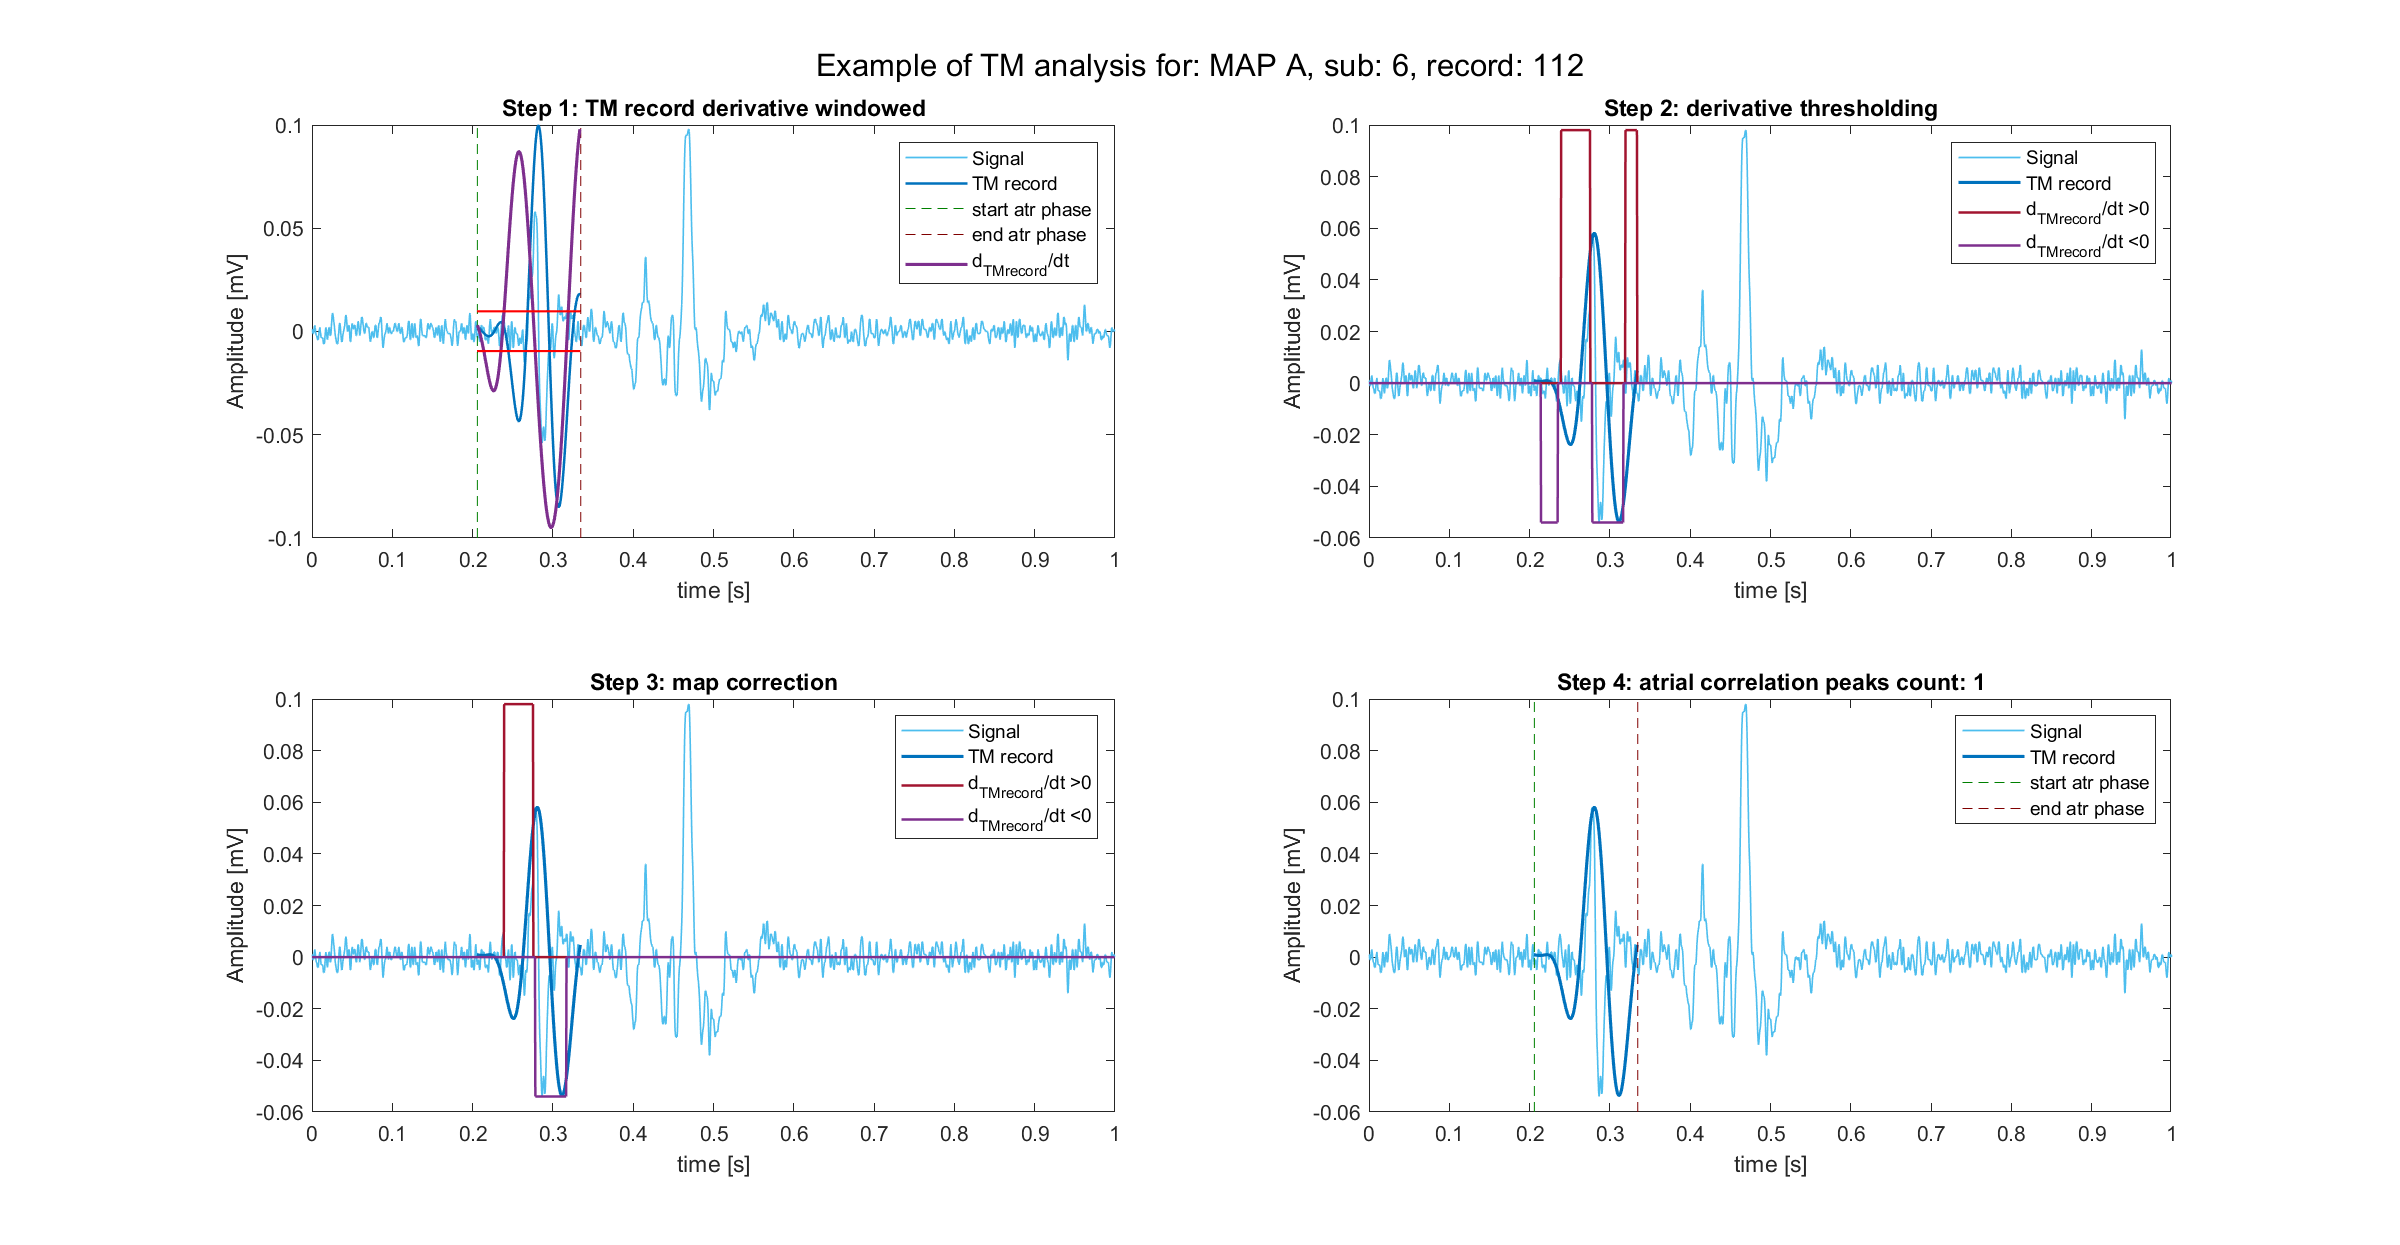 Example of TM analysis for: MAP A, sub: 6, record: 112
Step 1: TM record derivative windowed
0.1
0.05
0
-0.05
-0.1
Amplitude [mV]
0 0.1 0.2 0.3 0.4 0.5 0.6 0.7 0.8 0.9 1
time [s]
Signal
TM record
start atr phase
end atr phase
dTMrecord/dt
Step 2: derivative thresholding
0.1
0.08
0.06
0.04
0.02
0
-0.02
-0.04
-0.06
Amplitude [mV]
0 0.1 0.2 0.3 0.4 0.5 0.6 0.7 0.8 0.9 1
time [s]
Signal
TM record
dTMrecord/dt >0
dTMrecord/dt <0
Step 3: map correction
0.1
0.08
0.06
0.04
0.02
0
-0.02
-0.04
-0.06
Amplitude [mV]
0 0.1 0.2 0.3 0.4 0.5 0.6 0.7 0.8 0.9 1
time [s]
Signal
TM record
dTMrecord/dt >0
dTMrecord/dt <0
Step 4: atrial correlation peaks count: 1
0.1
0.08
0.06
0.04
0.02
0
-0.02
-0.04
-0.06
Amplitude [mV]
0 0.1 0.2 0.3 0.4 0.5 0.6 0.7 0.8 0.9 1
time [s]
Signal
TM record
start atr phase
end atr phase